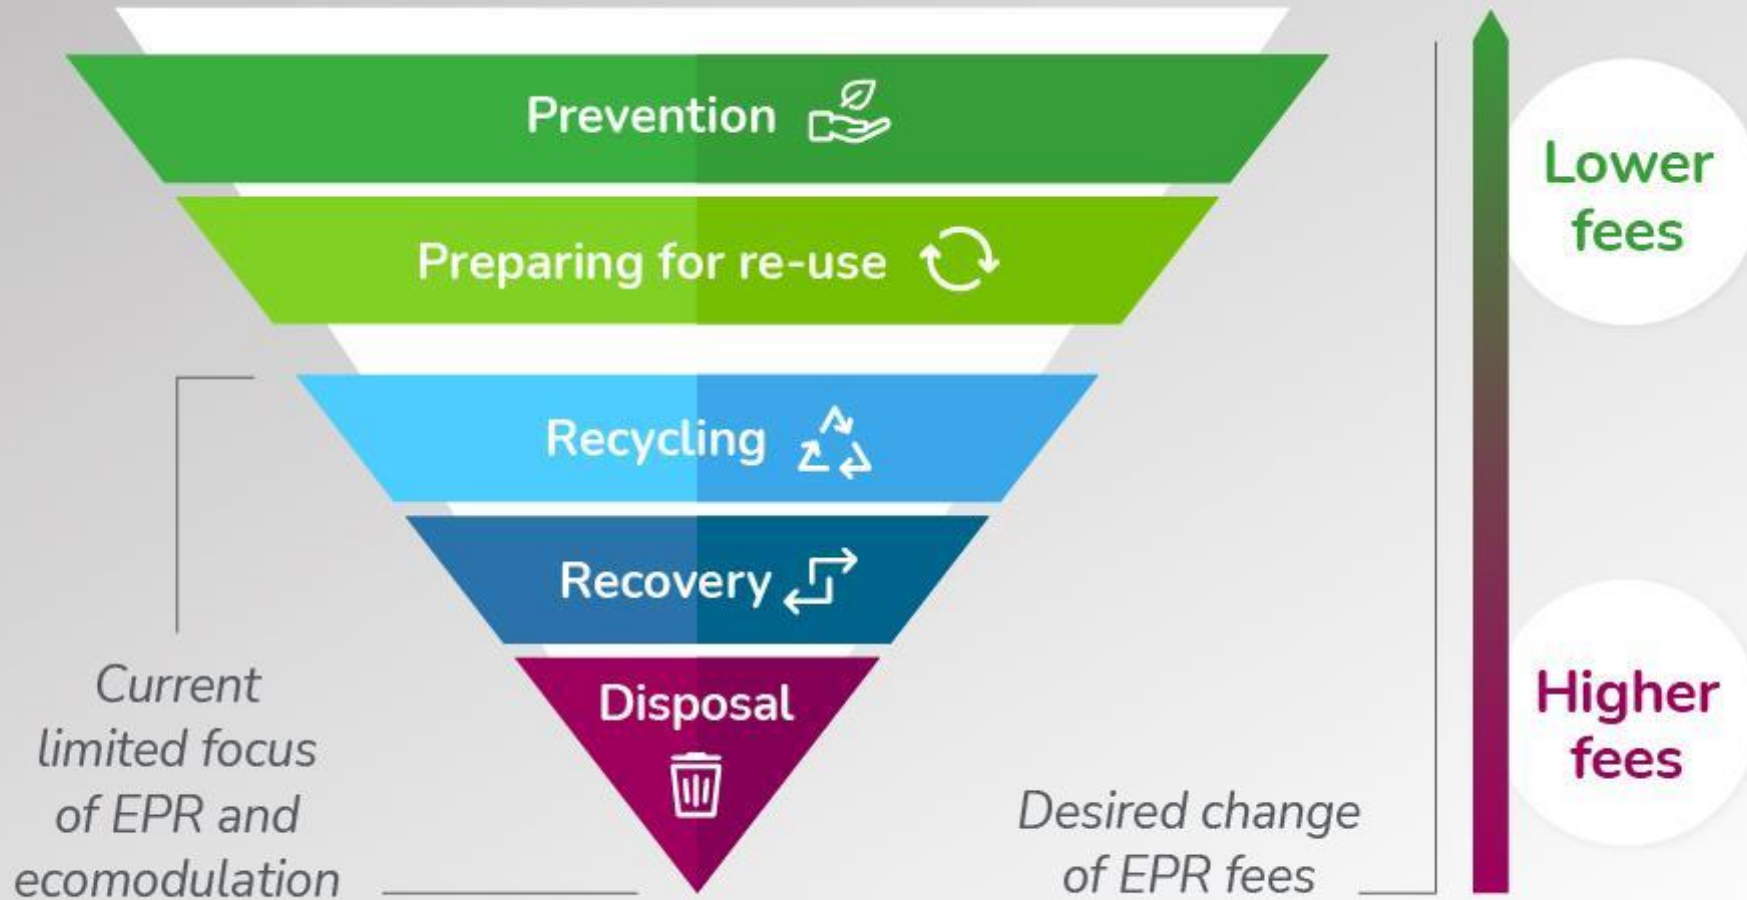 Prevention
Preparing for re-use
Recycling
Recovery
Disposal
Current
limited focus
of EPR and
ecomodulation
Desired change
of EPR fees
Lower
fees
Higher
fees